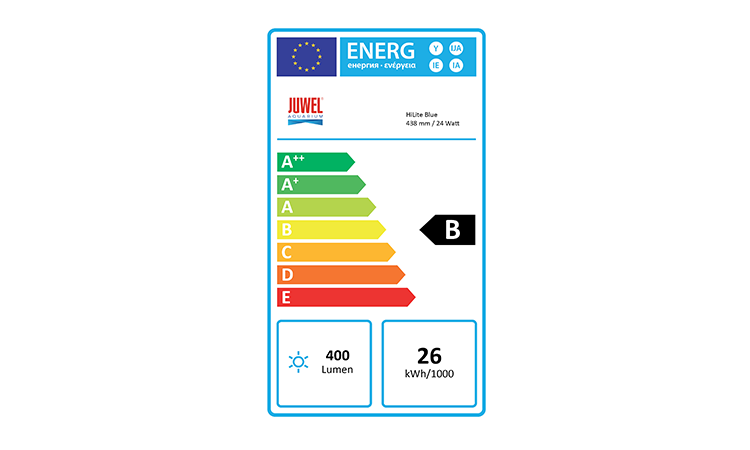 ENERG
енергия · ενέργεια
Y
IJA
IE
IA
JUWEL
AQUARIUM
HiLite Blue
438 mm / 24 Watt
A++
A+
A
B
C
D
E
B
400
Lumen
26
kWh/1000